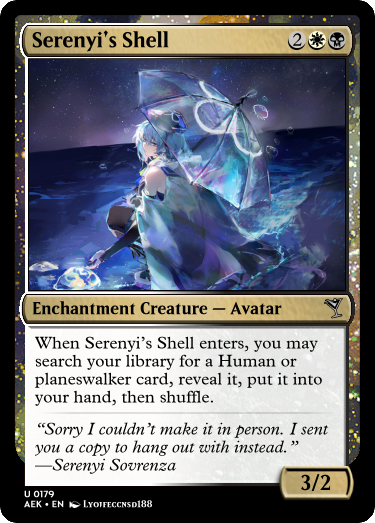 Serenyi's Shell 2
Enchantment Creature — Avatar
When Serenyi's Shell enters, you may
search your library for a Human or
planeswalker card, reveal it, put it into
your hand, then shuffle.
“Sorry I couldn't make it in person. I sent
you a copy to hang out with instead.”
—Serenyi Sovrenza
3/2
U 0179
AEK • EN Lyoffeccnsd188